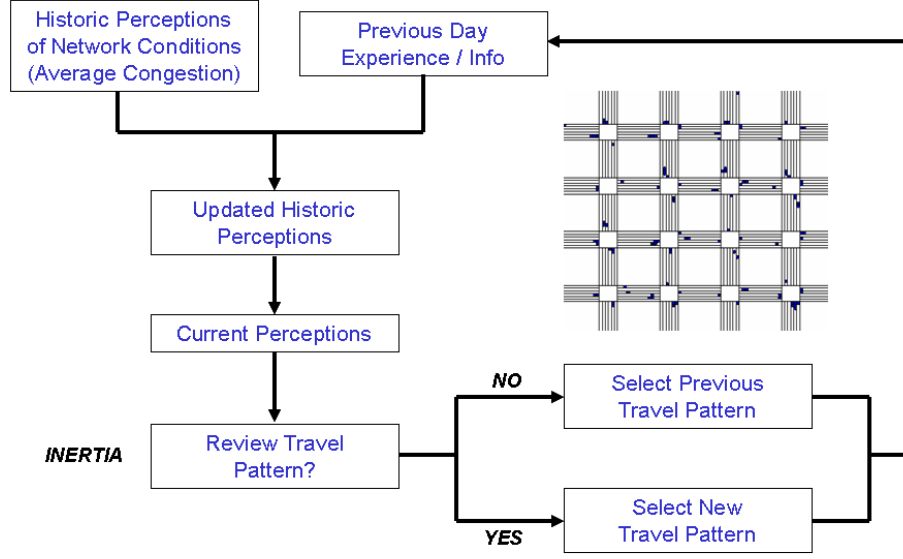 Historic Perceptions
of Network Conditions
(Average Congestion)
Previous Day
Experience / Info
Updated Historic
Perceptions
Current Perceptions
INERTIA
Review Travel
Pattern?
NO
Select Previous
Travel Pattern
YES
Select New
Travel Pattern